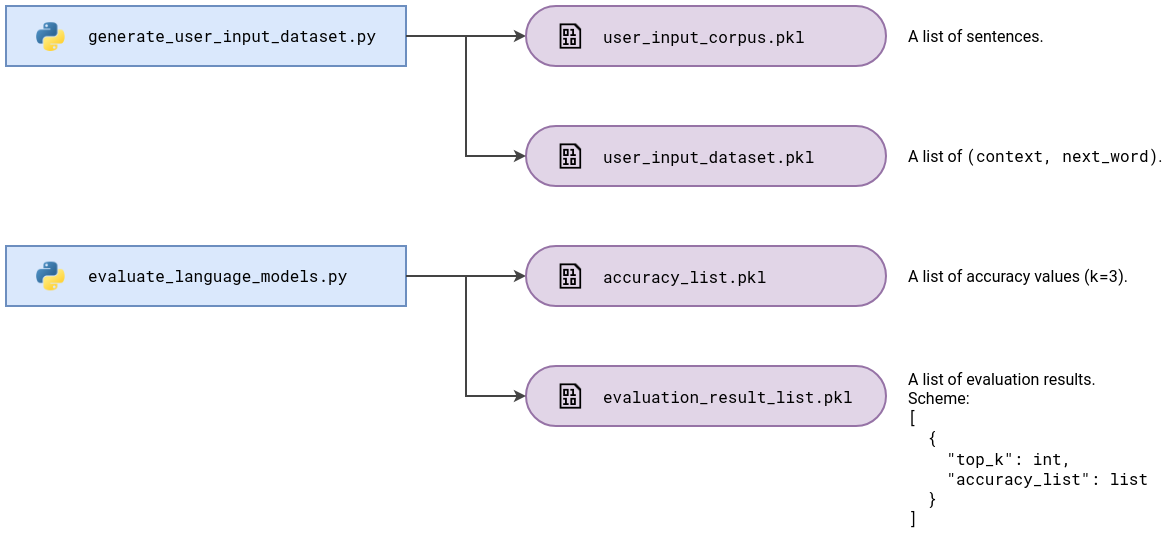 generate_user_input_dataset.py
user_input_corpus.pkl
A list of sentences.
user_input_dataset.pkl
A list of (context, next_word).
evaluate_language_models.py
accuracy_list.pkl
A list of accuracy values (k=3).
evaluation_result_list.pkl
A list of evaluation results.
Scheme:
[
  {
    "top_k": int,
    "accuracy_list": list
  }
]